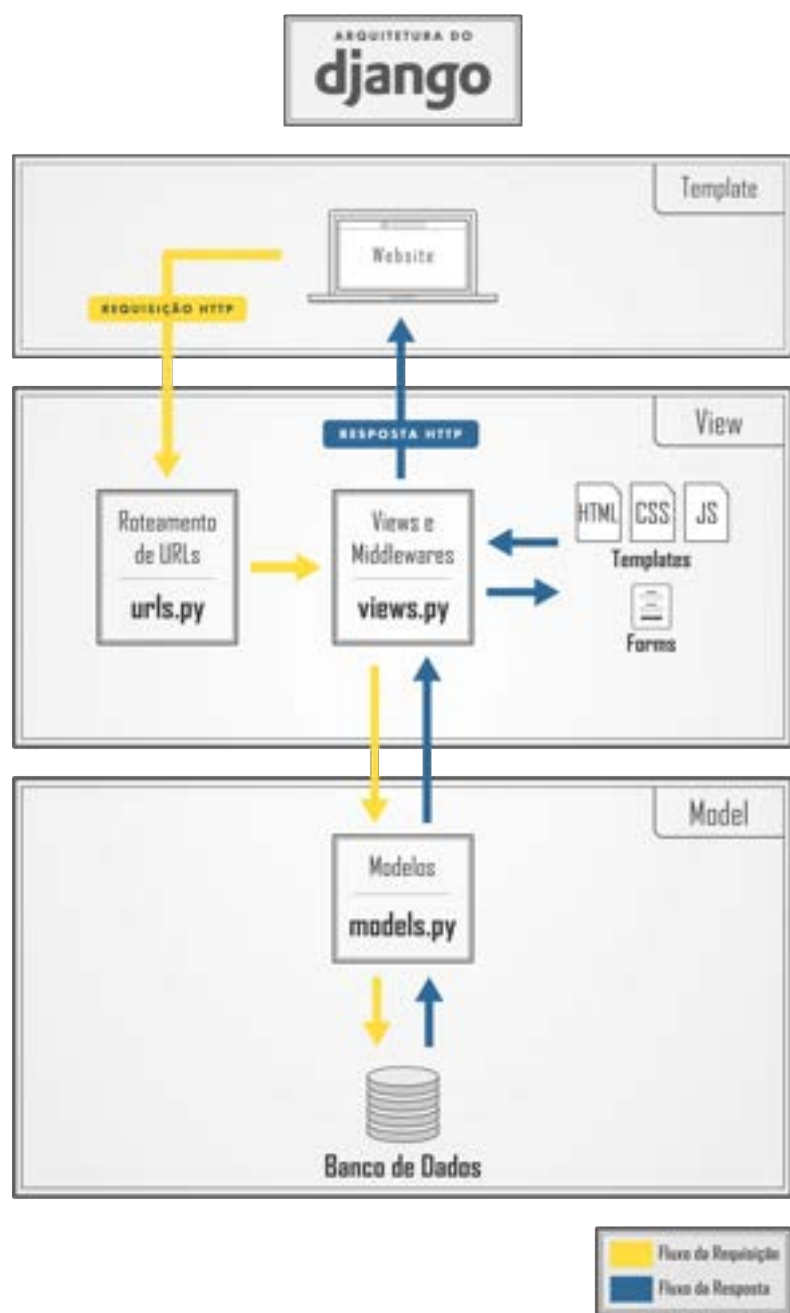 ARQUITETURA DO
django
Template
Website
REQUISIÇÃO HTTP
View
RESPOSTA HTTP
Roteamento
de URLs
urls.py
Views e
Middlewares
views.py
HTML
CSS
JS
Templates
Forms
Model
Modelos
models.py
Banco de Dados
Fluxo da Requisição
Fluxo da Resposta